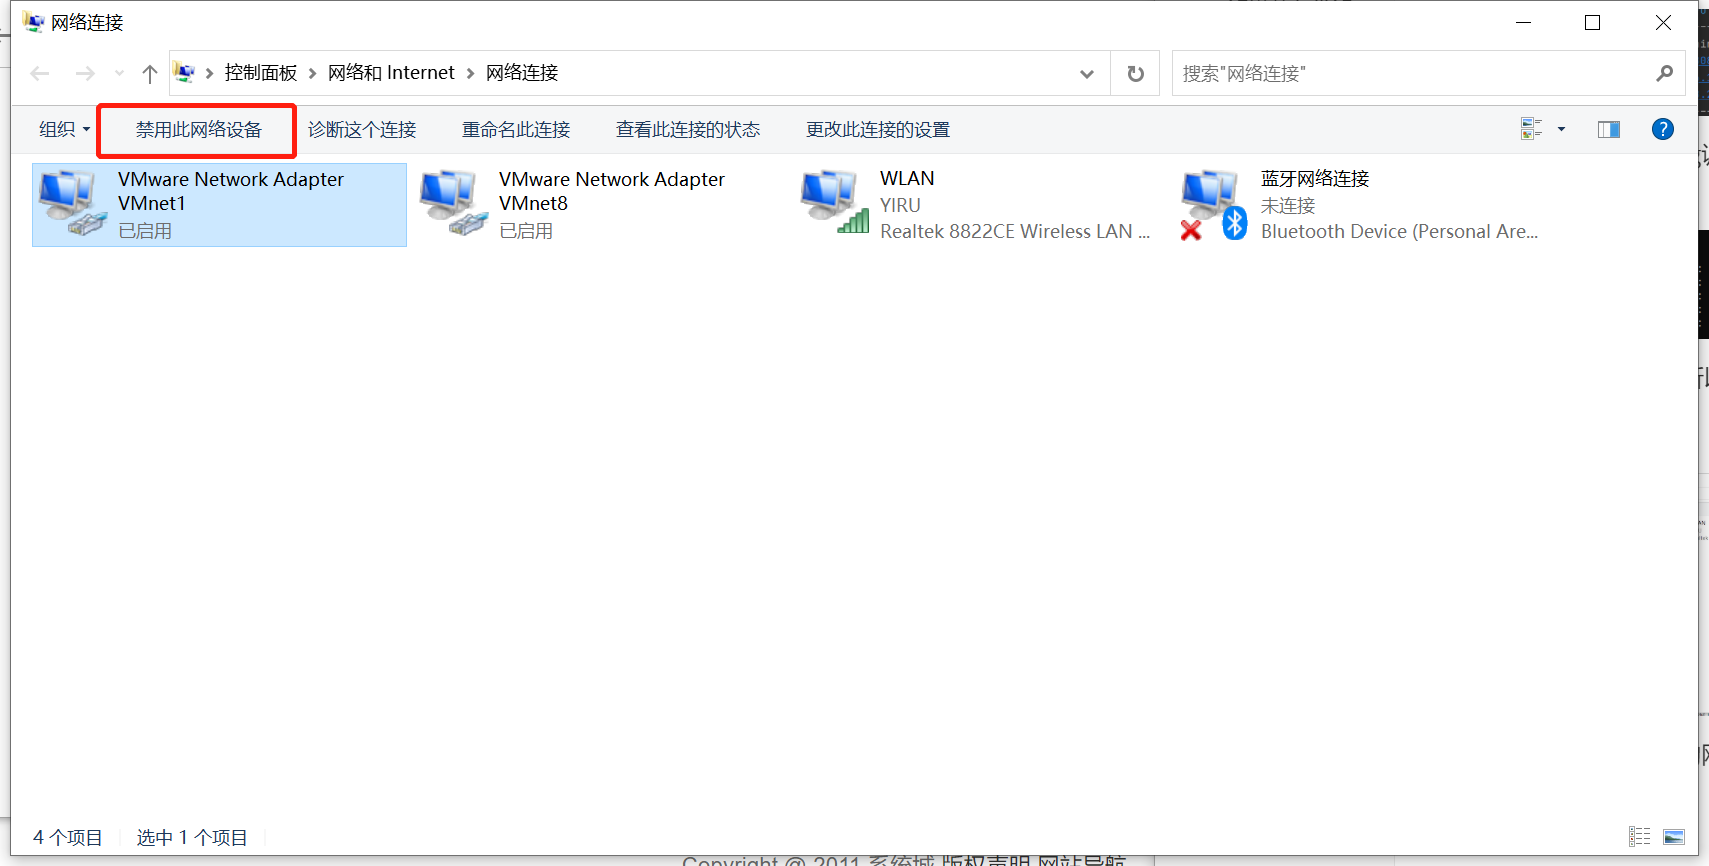 网络连接
控制面板 网络和 Internet 网络连接
搜索"网络连接"
组织 禁用此网络设备 诊断这个连接 重命名此连接 查看此连接的状态 更改此连接的设置
VMware Network Adapter
VMnet1
已启用
VMware Network Adapter
VMnet8
已启用
WLAN
YIRU
Realtek 8822CE Wireless LAN ...
蓝牙网络连接
未连接
Bluetooth Device (Personal Are...
4 个项目 选中 1 个项目
Copyright @ 2011 系统城 版权声明 网站导航